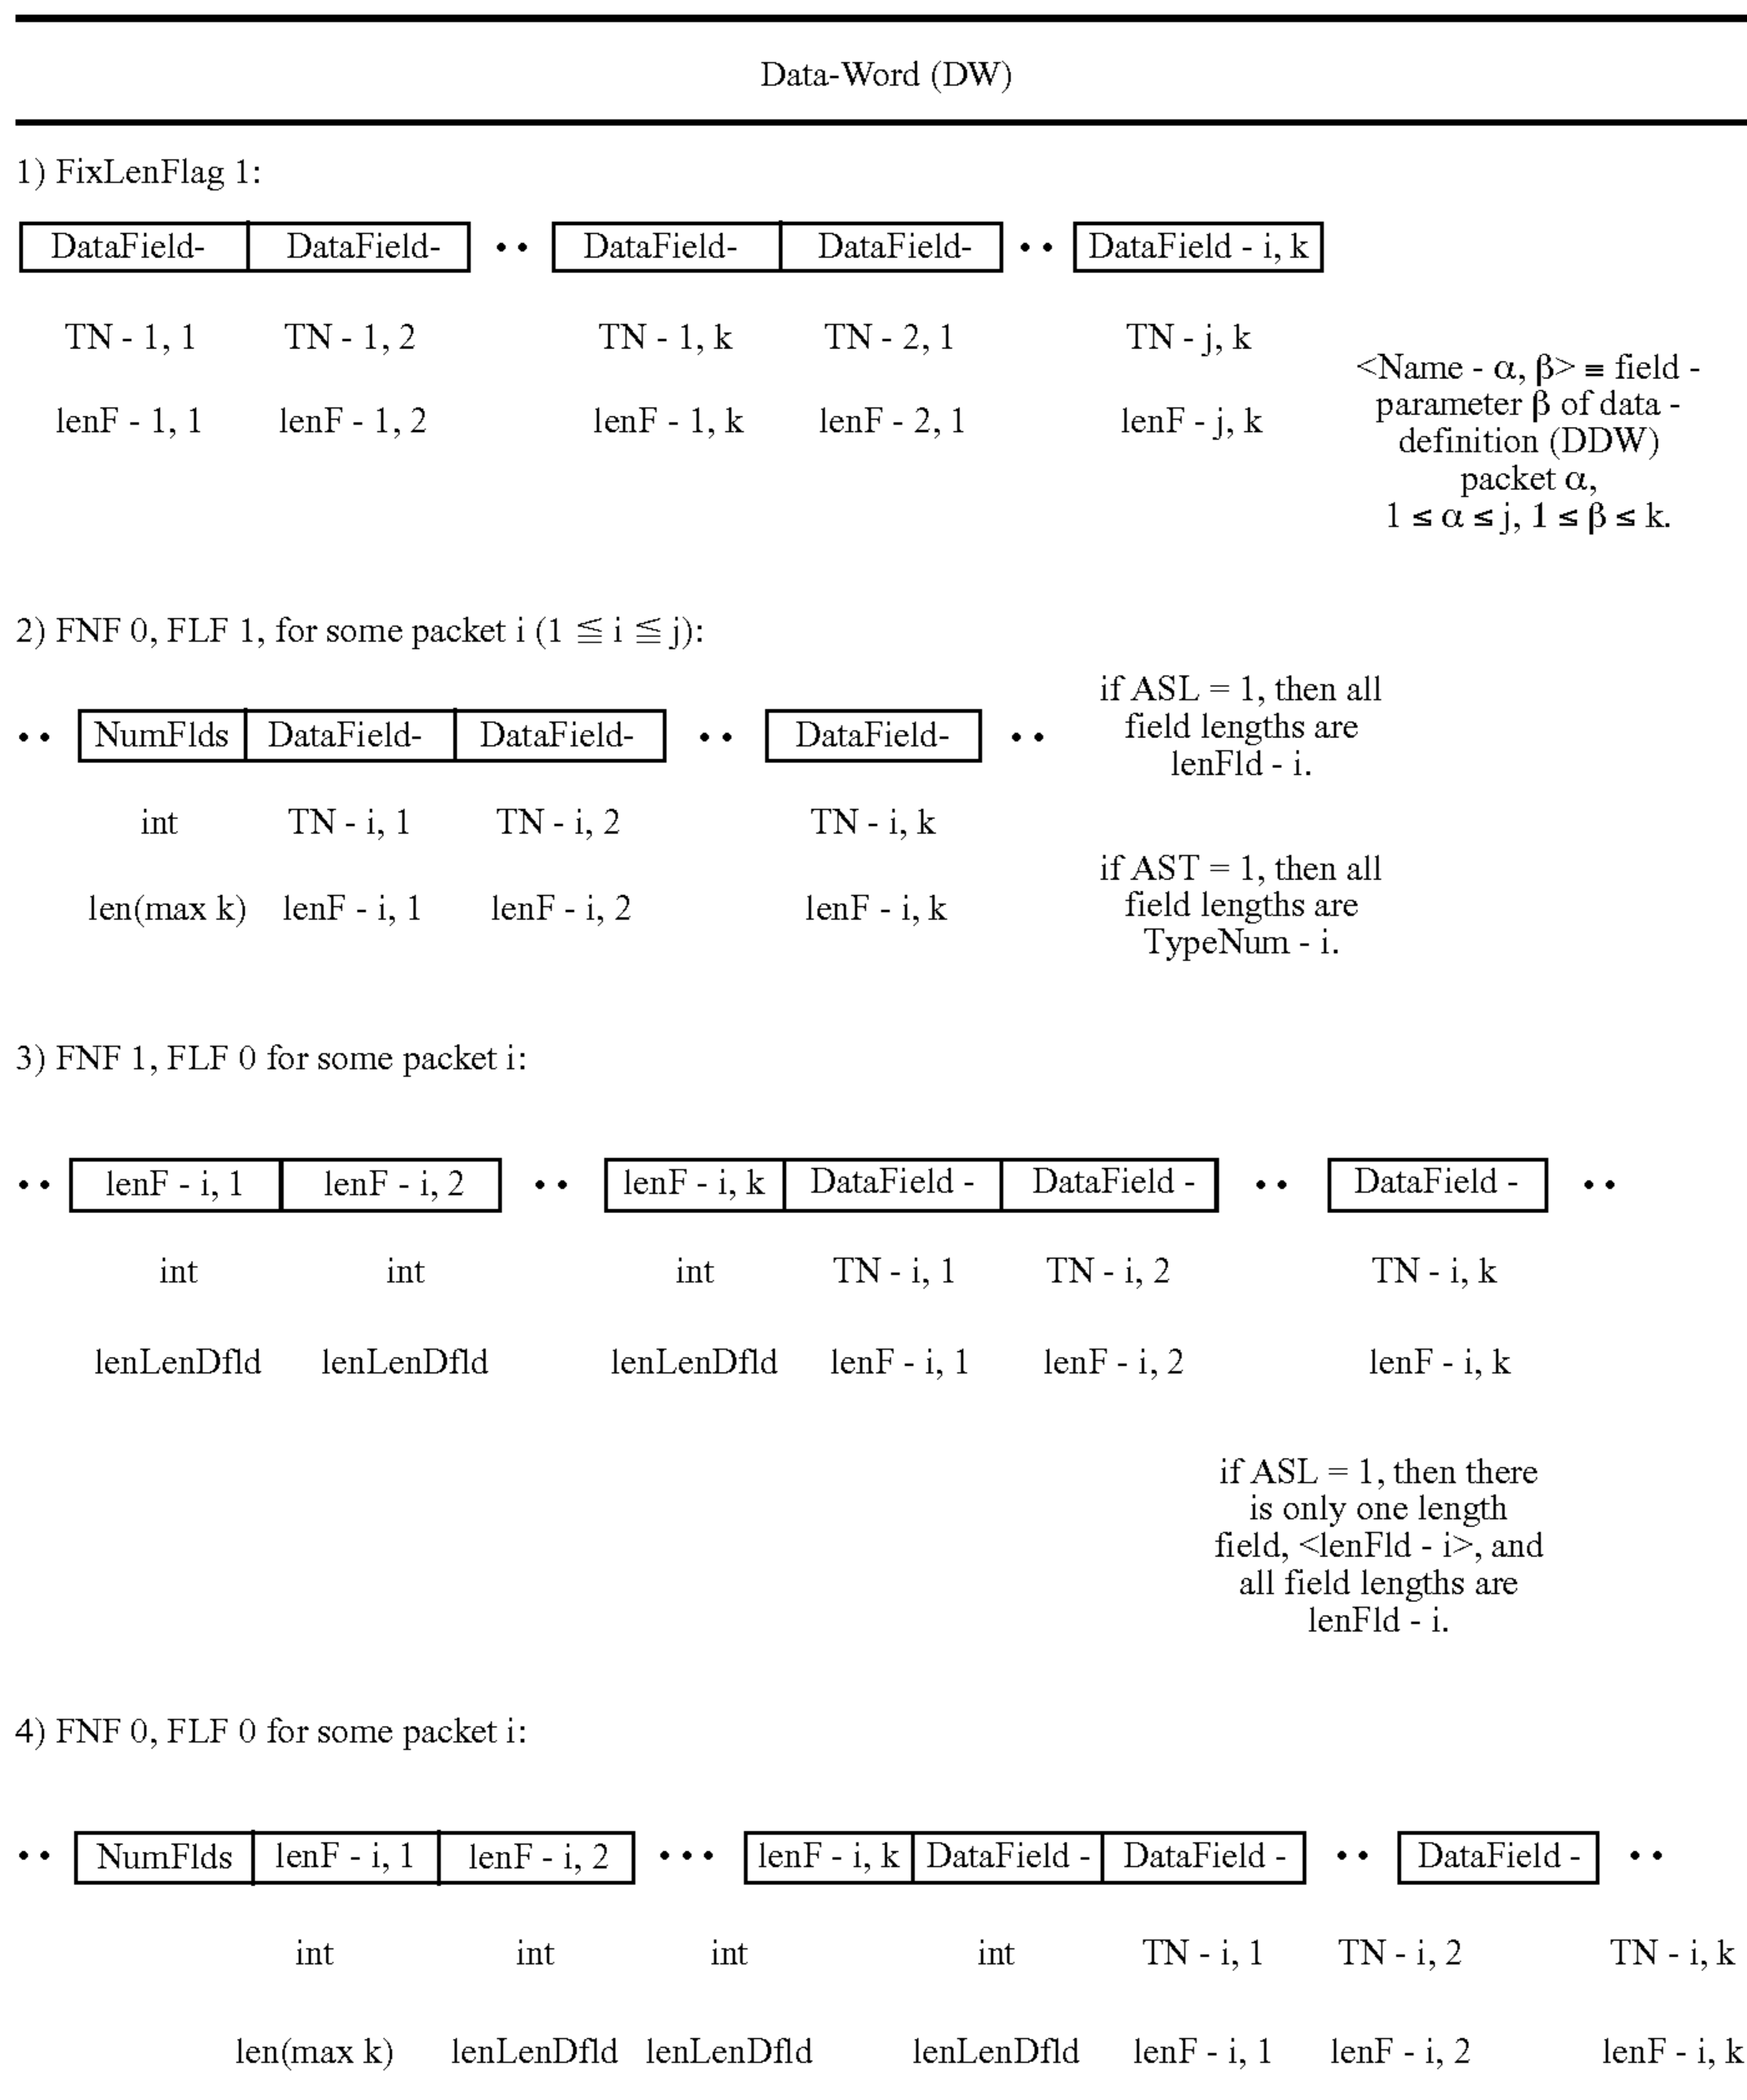 Data-Word (DW)
1) FixLenFlag 1:
DataField- DataField- •• DataField- DataField- •• DataField - i, k
TN - 1, 1 TN - 1, 2 TN - 1, k TN - 2, 1 TN - j, k
lenF - 1, 1 lenF - 1, 2 lenF - 1, k lenF - 2, 1 lenF - j, k
<Name - α, β> ≡ field -
parameter β of data -
definition (DDW)
packet α,
1 ≤ α ≤ j, 1 ≤ β ≤ k.
2) FNF 0, FLF 1, for some packet i (1 ≦ i ≦ j):
•• NumFlds DataField- DataField- •• DataField- ••
int TN - i, 1 TN - i, 2 TN - i, k
len(max k) lenF - i, 1 lenF - i, 2 lenF - i, k
if ASL = 1, then all
field lengths are
lenFld - i.
if AST = 1, then all
field lengths are
TypeNum - i.
3) FNF 1, FLF 0 for some packet i:
•• lenF - i, 1 lenF - i, 2 •• lenF - i, k DataField - DataField - •• DataField - ••
int int int TN - i, 1 TN - i, 2 TN - i, k
lenLenDfld lenLenDfld lenLenDfld lenF - i, 1 lenF - i, 2 lenF - i, k
if ASL = 1, then there
is only one length
field, <lenFld - i>, and
all field lengths are
lenFld - i.
4) FNF 0, FLF 0 for some packet i:
•• NumFlds lenF - i, 1 lenF - i, 2 ••• lenF - i, k DataField - DataField - •• DataField - ••
int int int int TN - i, 1 TN - i, 2 TN - i, k
len(max k) lenLenDfld lenLenDfld lenLenDfld lenF - i, 1 lenF - i, 2 lenF - i, k